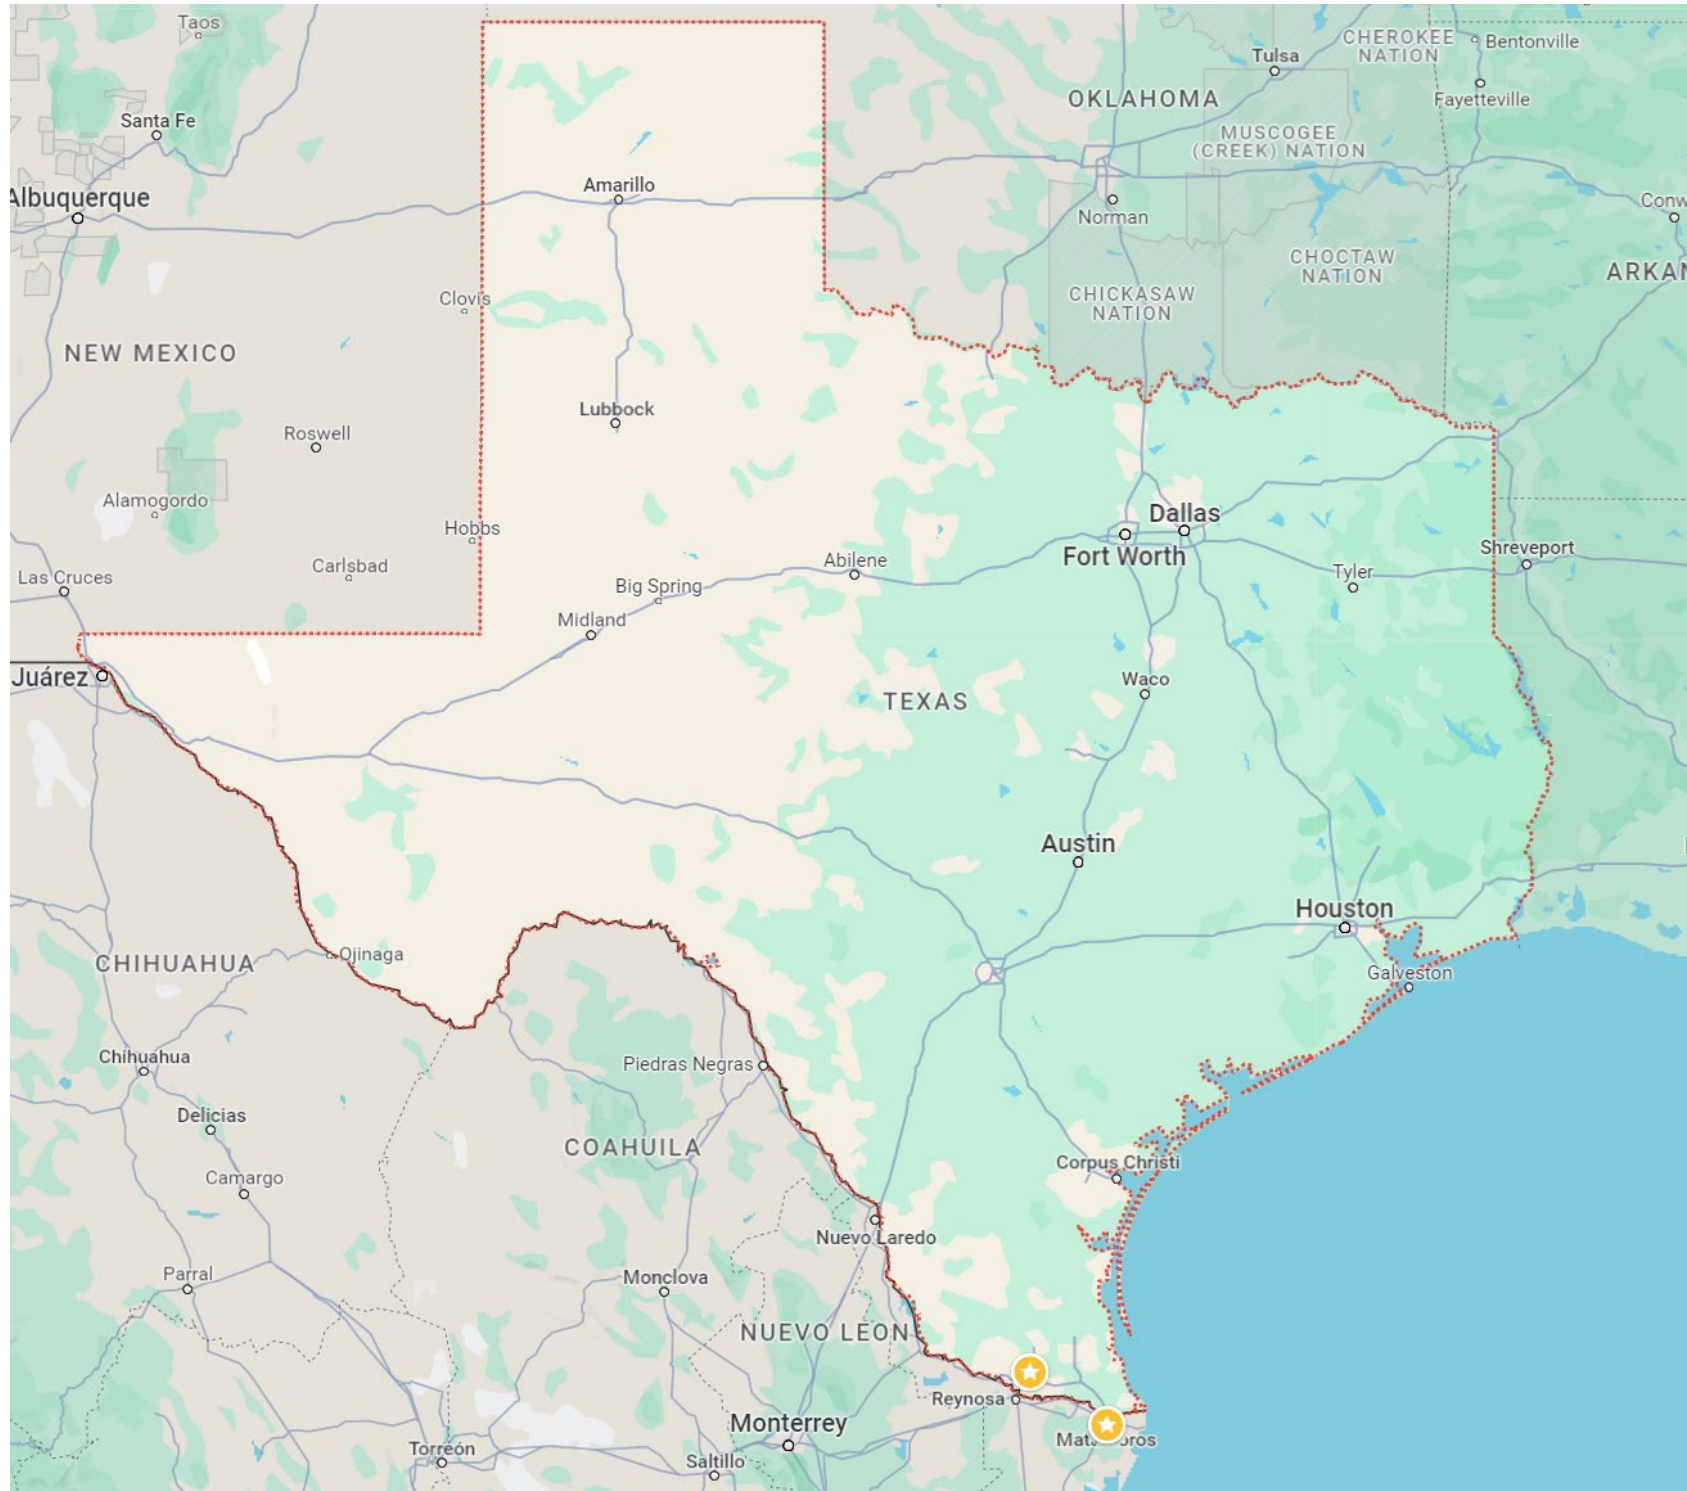 Taos
CHEROKEE
NATION
Bentonville
Tulsa
OKLAHOMA
Fayetteville
Santa Fe
MUSCOGEE
(CREEK) NATION
Amarillo
Albuquerque
Norman
Conw
CHOCTAW
NATION
ARKAN
CHICKASAW
NATION
Clovis
NEW MEXICO
Lubbock
Roswell
Alamogordo
Hobbs
Dallas
Fort Worth
Shreveport
Carlsbad
Abilene
Tyler
Las Cruces
Big Spring
Midland
Juárez
Waco
TEXAS
Austin
Houston
Ojinaga
CHIHUAHUA
Galveston
Chihuahua
Piedras Negras
Delicias
COAHUILA
Corpus Christi
Camargo
Nuevo Laredo
Parral
Monclova
NUEVO LEON
Reynosa
Monterrey
Torreón
Saltillo